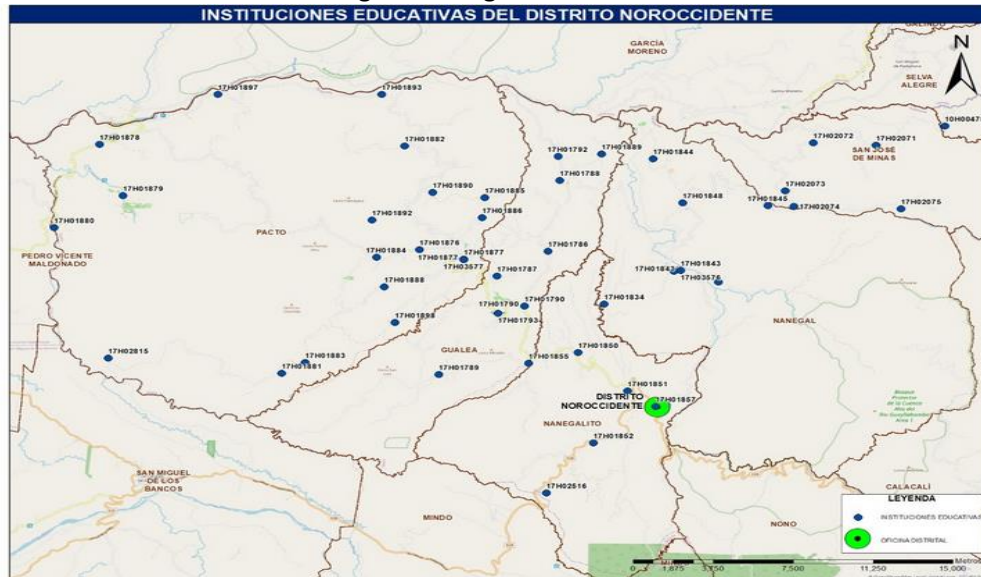 INSTITUCIONES EDUCATIVAS DEL DISTRITO NOROCCIDENTE
GARCÍA
MORENO
N
SELVA
ALEGRE
17H01897
17H01893
17H01878
17H01882
17H01792
17H01889
17H01844
17H02072
17H02071
SAN JOSÉ
DE MINAS
17H01879
17H01890
17H01885
17H01788
17H01848
17H02073
17H01845
17H02074
17H02075
17H01880
17H01892
17H01886
PACTO
PEDRO VICENTE
MALDONADO
17H01884
17H01876
17H01877
17H01877
17H03577
17H01786
17H01787
17H01843
17H03576
17H01888
17H01790
17H01790
17H01793
17H01834
NANEGAL
17H01898
GUALEA
17H02815
17H01883
17H01881
17H01789
17H01855
17H01850
17H01851
DISTRITO
NOROCCIDENTE
17H01857
NANEGALITO
17H01852
17H02516
SAN MIGUEL
DE LOS
BANCOS
MINDO
NONO
CALACALÍ
LEYENDA
INSTITUCIONES EDUCATIVAS
OFICINA DISTRITAL
0 1,875 3,750 7,500 11,250 15,000
Metros